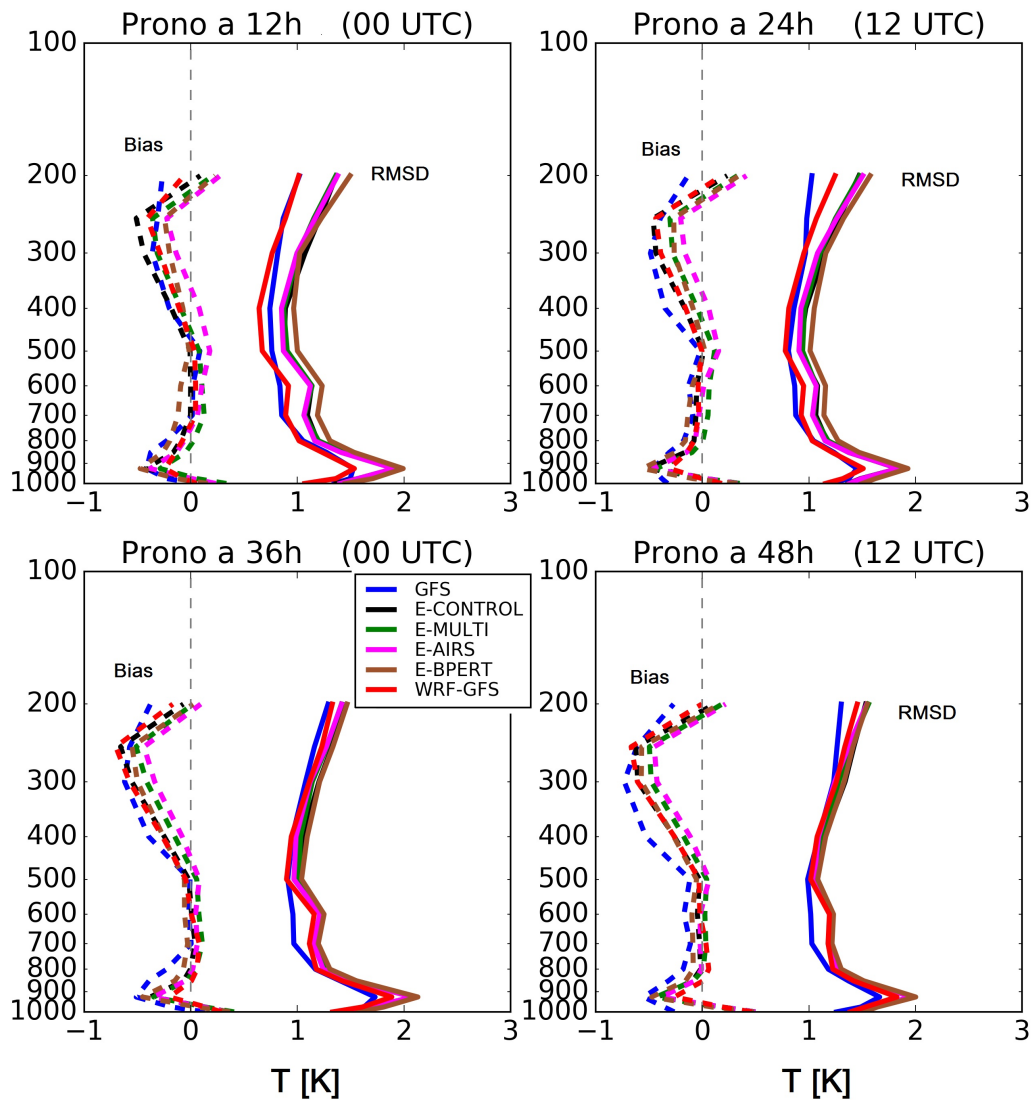 Prono a 12h (00 UTC)
100
200
300
400
500
600
700
800
900
1000
−1 0 1 2 3
Bias
RMSD
Prono a 24h (12 UTC)
100
200
300
400
500
600
700
800
900
1000
−1 0 1 2 3
Bias
RMSD
Prono a 36h (00 UTC)
100
200
300
400
500
600
700
800
900
1000
−1 0 1 2 3
Bias
GFS
E-CONTROL
E-MULTI
E-AIRS
E-BPERT
WRF-GFS
T [K]
Prono a 48h (12 UTC)
100
200
300
400
500
600
700
800
900
1000
−1 0 1 2 3
Bias
RMSD
T [K]